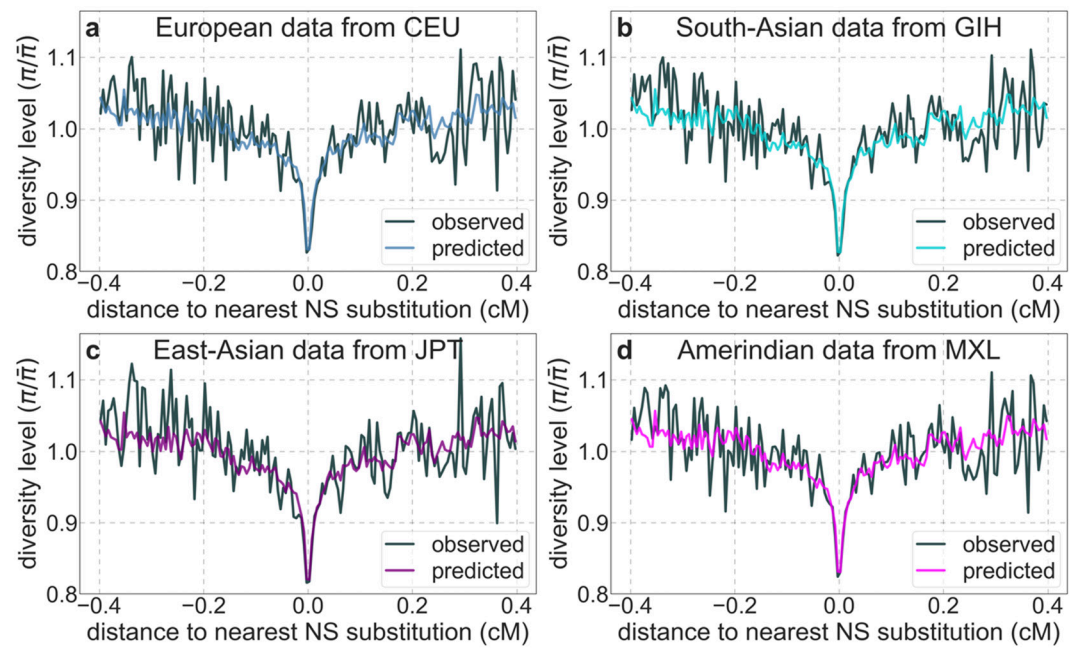 a European data from CEU
diversity level (π/π̄)
1.1
1.0
0.9
0.8
observed
predicted
−0.4 −0.2 0.0 0.2 0.4
distance to nearest NS substitution (cM)
b South-Asian data from GIH
diversity level (π/π̄)
1.1
1.0
0.9
0.8
observed
predicted
−0.4 −0.2 0.0 0.2 0.4
distance to nearest NS substitution (cM)
c East-Asian data from JPT
diversity level (π/π̄)
1.1
1.0
0.9
0.8
observed
predicted
−0.4 −0.2 0.0 0.2 0.4
distance to nearest NS substitution (cM)
d Amerindian data from MXL
diversity level (π/π̄)
1.1
1.0
0.9
0.8
observed
predicted
−0.4 −0.2 0.0 0.2 0.4
distance to nearest NS substitution (cM)